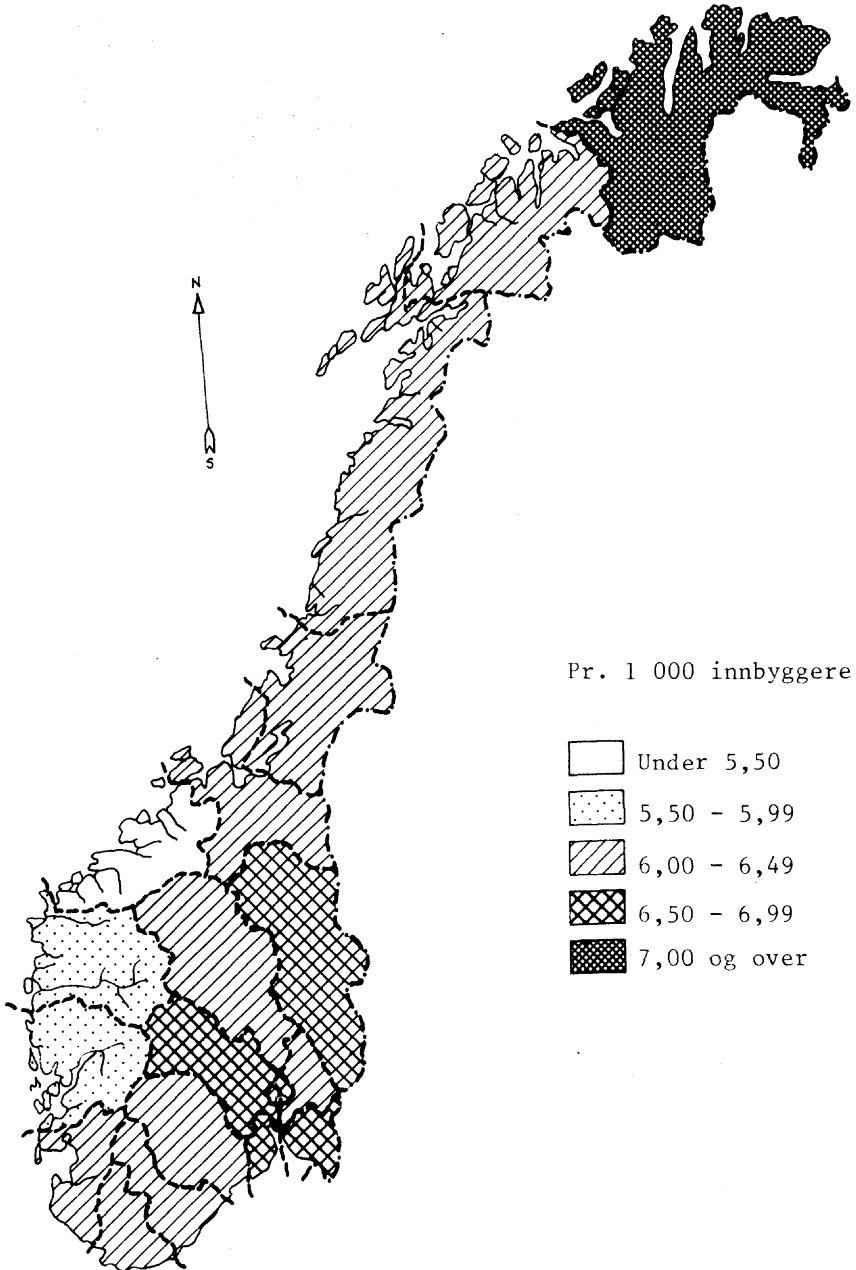 N
S
Pr. 1 000 innbyggere
Under 5,50
5,50 - 5,99
6,00 - 6,49
6,50 - 6,99
7,00 og over